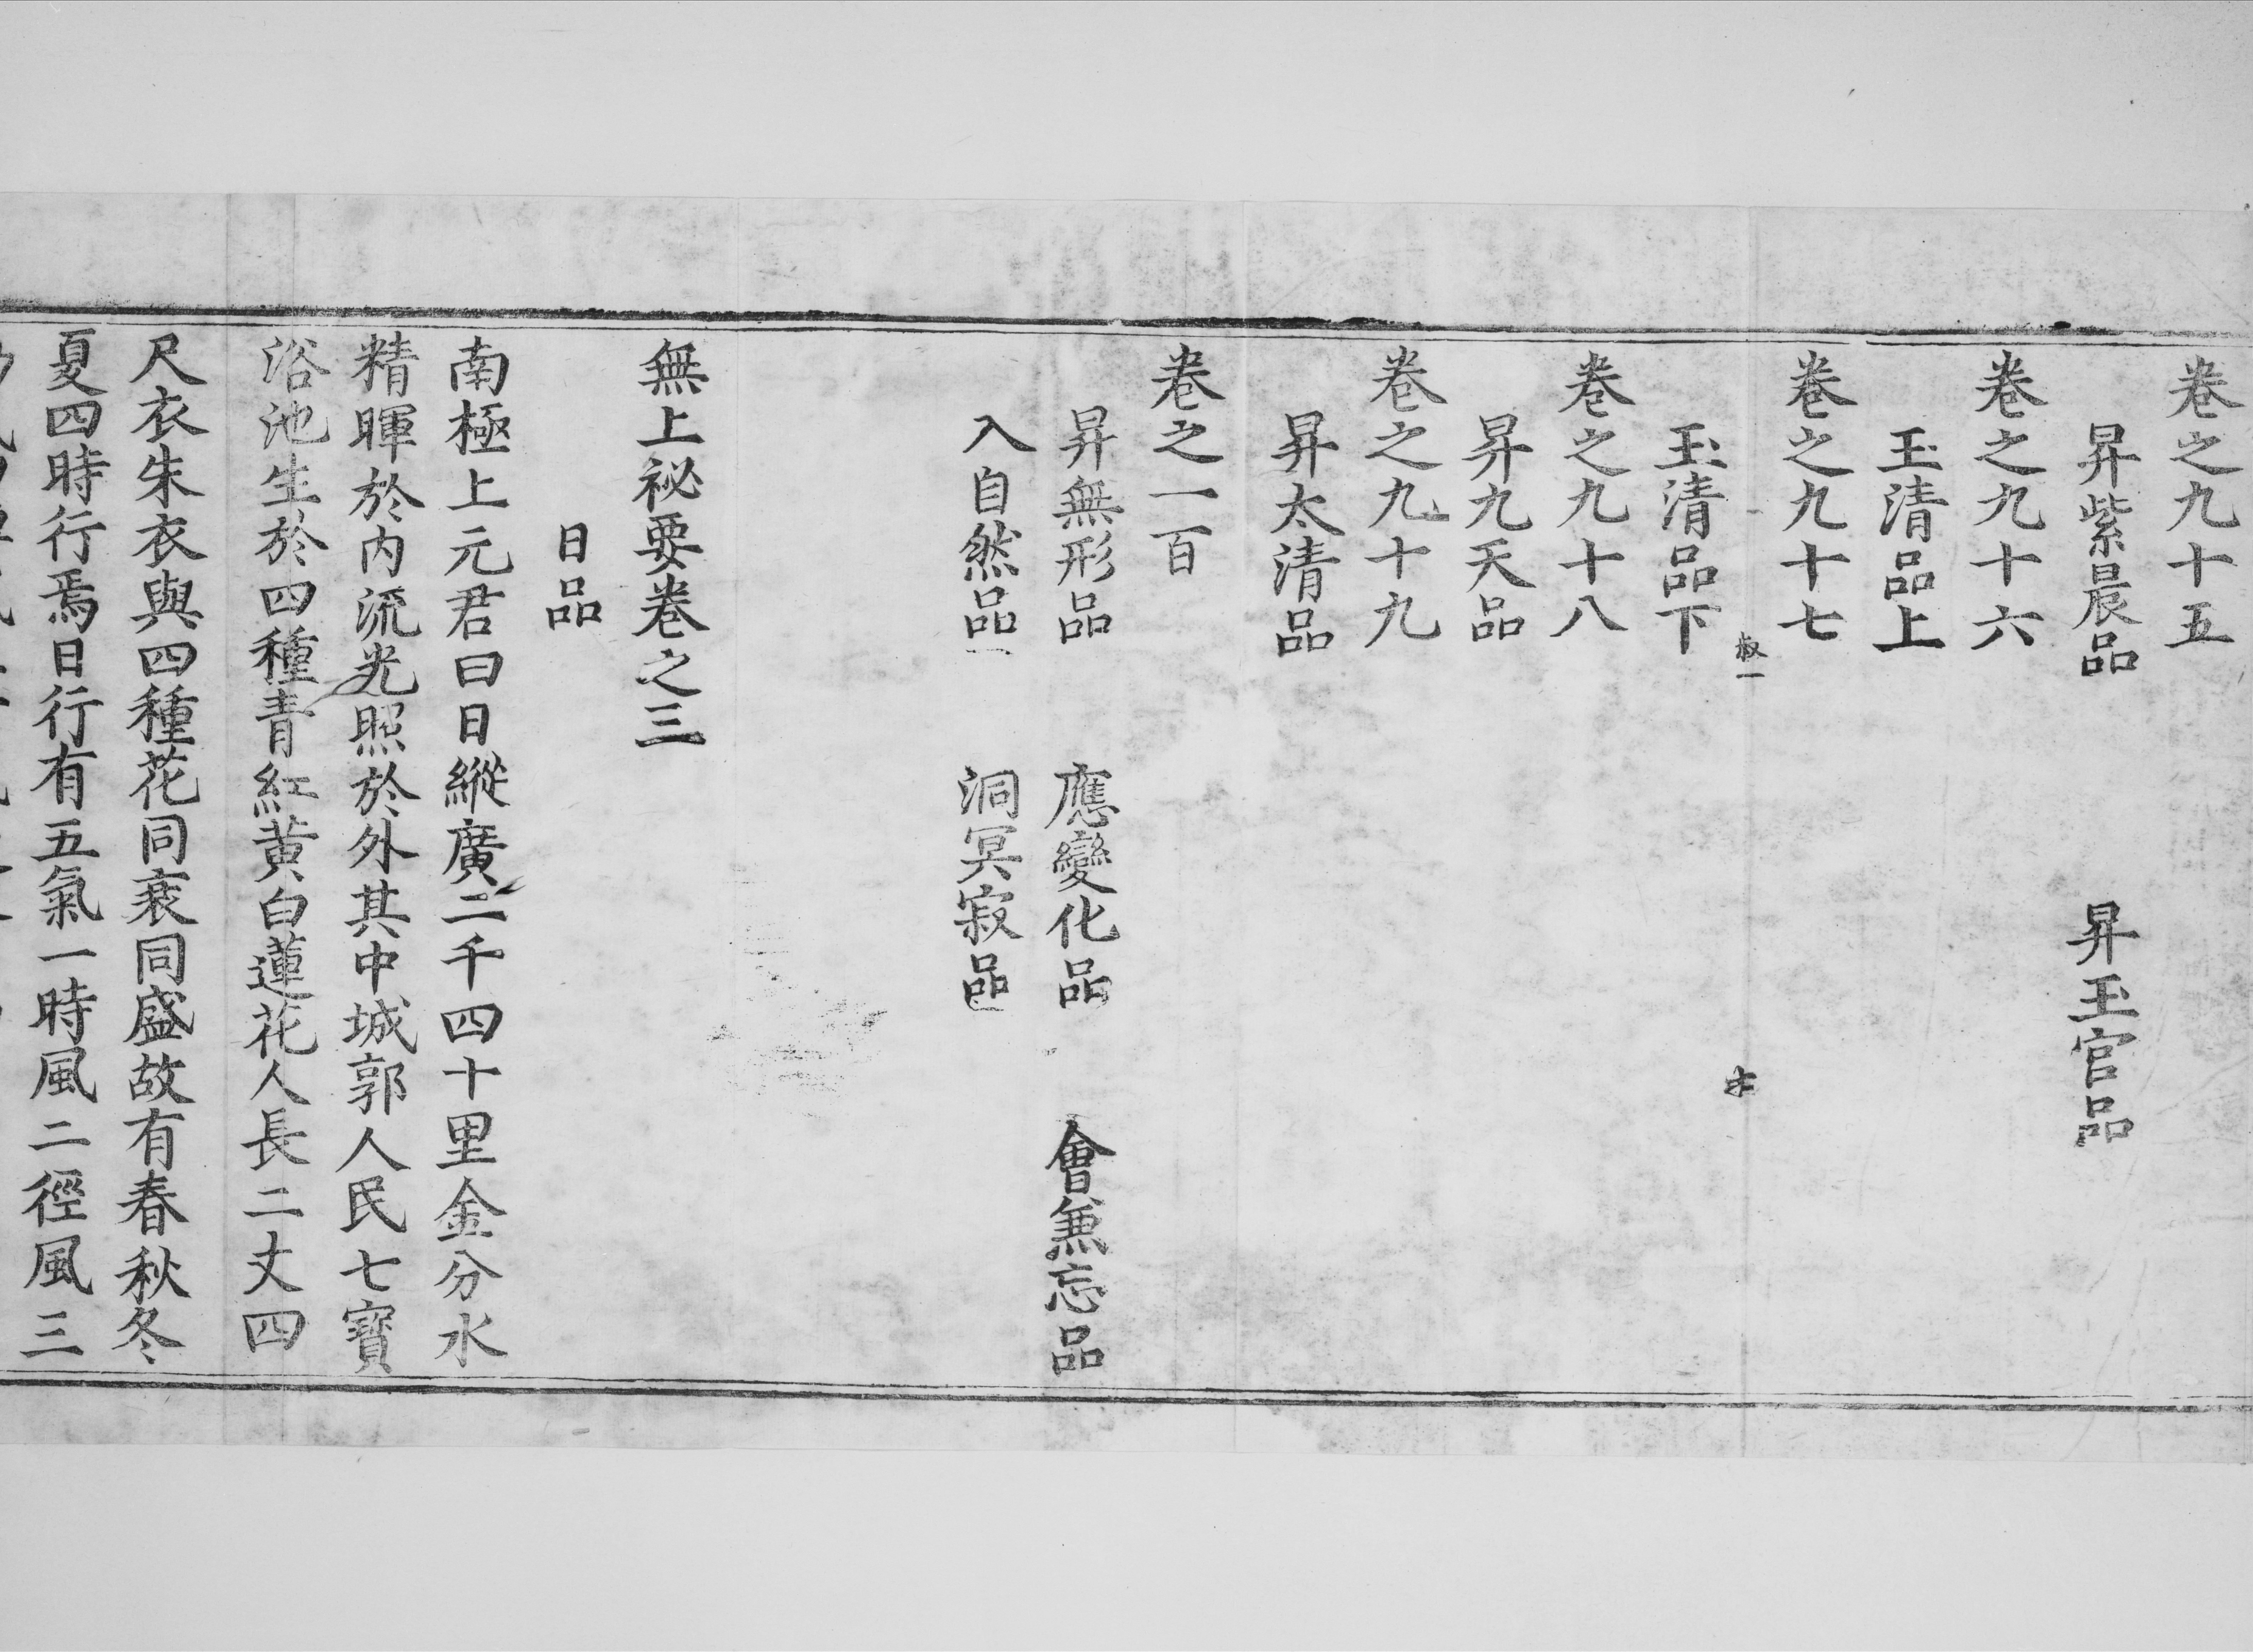 卷之九十五
昇紫晨品 昇玉官品
卷之九十六
玉清品上
卷之九十七
玉清品下
卷之九十八
昇九天品
卷之九十九
昇太清品
卷之一百
昇無形品 應變化品 會兼忘品
入自然品 洞冥寂品
無上祕要卷之三
日品
南極上元君曰日縱廣二千四十里金分水
精暉於内流光照於外其中城郭人民七寳
浴池生於四種青紅黄白蓮花人長二丈四
尺衣朱衣與四種花同衰同盛故有春秋冬
夏四時行焉日行有五氣一時風二徑風三